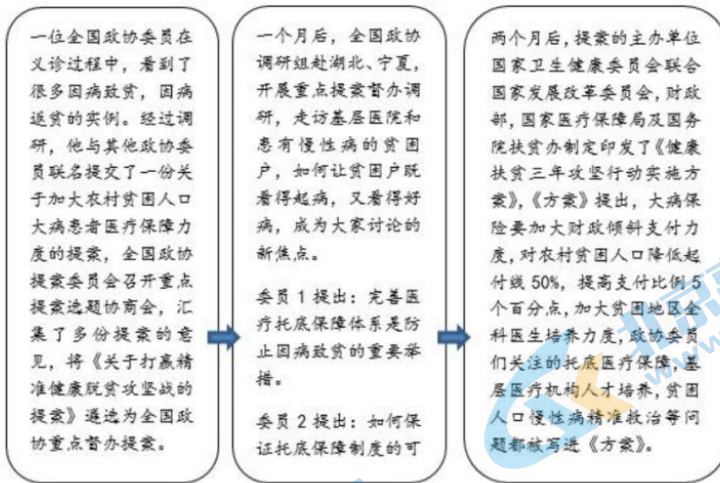 一位全国政协委员在
义诊过程中，看到了
很多因病致贫，因病
返贫的实例。经过调
研，他与其他政协委
员联名提交了一份关
于加大农村贫困人口
大病患者医疗保障力
度的提案，全国政协
提案委员会召开重点
提案选题协商会，汇
集了多份提案的意
见，将《关于打赢精
准健康脱贫攻坚战的
提案》遴选为全国政
协重点督办提案。
一个月后，全国政协
调研组赴湖北、宁夏，
开展重点提案督办调
研，走访基层医院和
患有慢性病的贫困
户，如何让贫困户既
看得起病，又看得好
病，成为大家讨论的
新焦点。
委员1提出：完善医
疗托底保障体系是防
止因病致贫的重要举
措。
委员2提出：如何保
证托底保障制度的可
两个月后，提案的主办单位
国家卫生健康委员会联合
国家发展改革委员会，财政
部，国家医疗保障局及国务
院扶贫办制定印发了《健康
扶贫三年攻坚行动实施方
案》，《方案》提出，大病保
险要加大财政倾斜支付力
度，对农村贫困人口降低起
付线50%，提高支付比例5
个百分点，加大贫困地区全
科医生培养力度，政协委员
们关注的托底医疗保障，基
层医疗机构人才培养，贫困
人口慢性病精准救治等问
题都被写进《方案》。